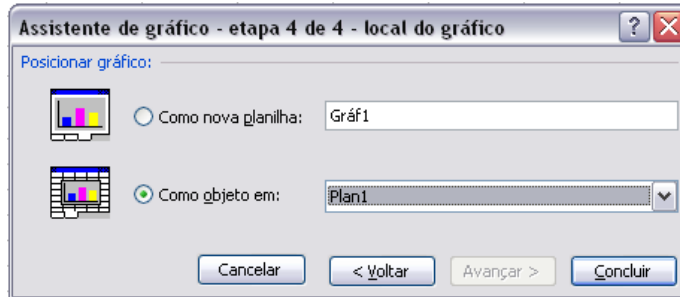 Assistente de gráfico - etapa 4 de 4 - local do gráfico
Posicionar gráfico:
Como nova planilha: Gráf1
Como objeto em: Plan1
Cancelar < Voltar Avançar > Concluir